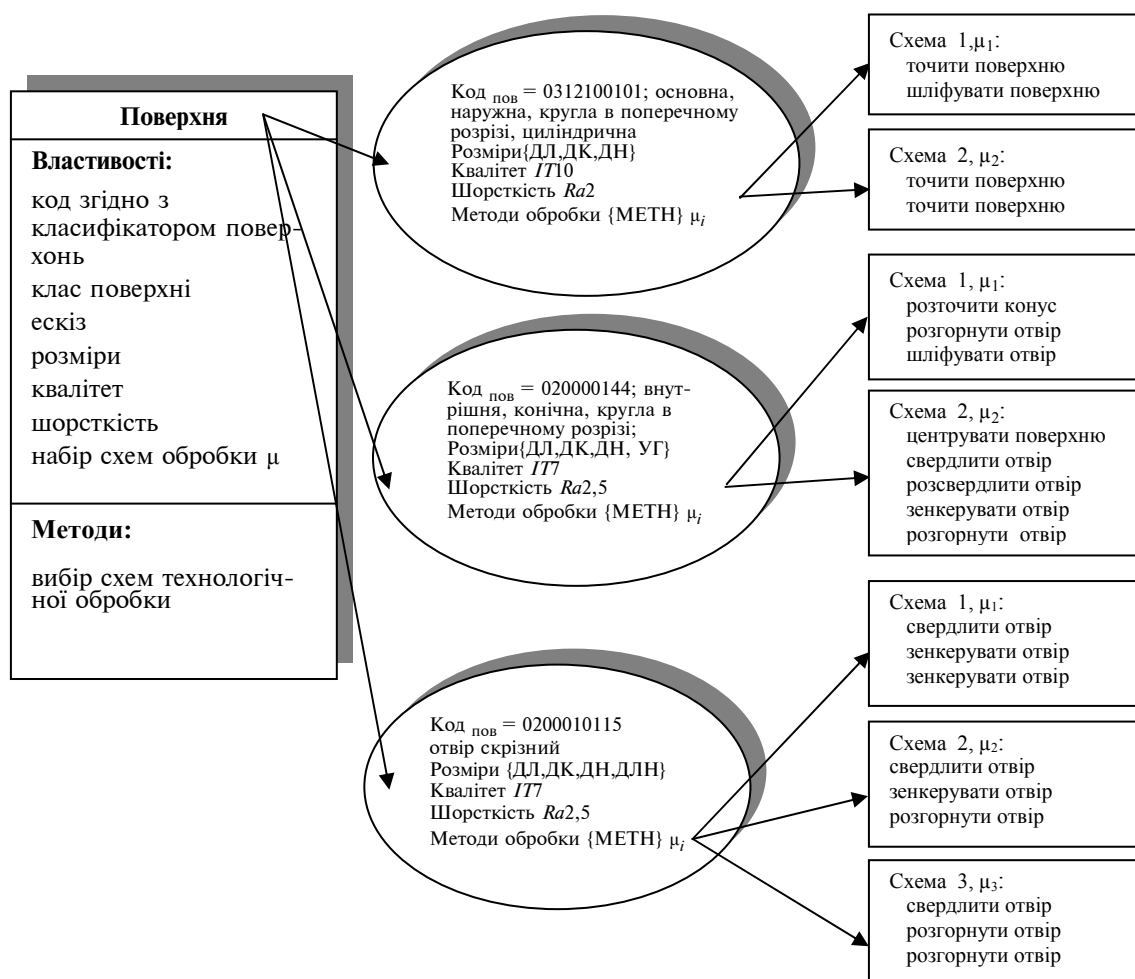 Поверхня
Властивості:
код згідно з
класифікатором повер-
хонь
клас поверхні
ескіз
розміри
квалітет
шорсткість
набір схем обробки μ
Методи:
вибір схем технологіч-
ної обробки
Код пов = 0312100101; основна,
наружна, кругла в поперечному
розрізі, циліндрична
Розміри{ДЛ,ДК,ДН}
Квалітет IT10
Шорсткість Ra2
Методи обробки {МЕТН} μi
Схема 1,μ1:
точити поверхню
шліфувати поверхню
Схема 2, μ2:
точити поверхню
точити поверхню
Код пов = 020000144; внут-
рішня, конічна, кругла в
поперечному розрізі;
Розміри{ДЛ,ДК,ДН, УГ}
Квалітет IT7
Шорсткість Ra2,5
Методи обробки {МЕТН} μi
Схема 1, μ1:
розточити конус
розгорнути отвір
шліфувати отвір
Схема 2, μ2:
центрувати поверхню
свердлити отвір
розсвердлити отвір
зенкерувати отвір
розгорнути отвір
Код пов = 0200010115
отвір скрізний
Розміри {ДЛ,ДК,ДН,ДЛН}
Квалітет IT7
Шорсткість Ra2,5
Методи обробки {МЕТН} μi
Схема 1, μ1:
свердлити отвір
зенкерувати отвір
зенкерувати отвір
Схема 2, μ2:
свердлити отвір
зенкерувати отвір
розгорнути отвір
Схема 3, μ3:
свердлити отвір
розгорнути отвір
розгорнути отвір